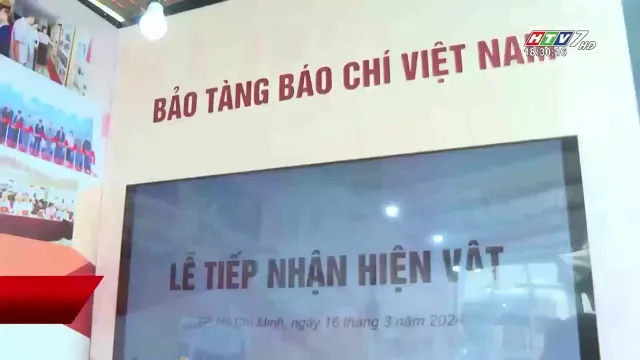 HTV7 HD
18:30:16
BẢO TÀNG BÁO CHÍ VIỆT NAM
LỄ TIẾP NHẬN HIỆN VẬT
TP. Hồ Chí Minh, ngày 16 tháng 3 năm 2024